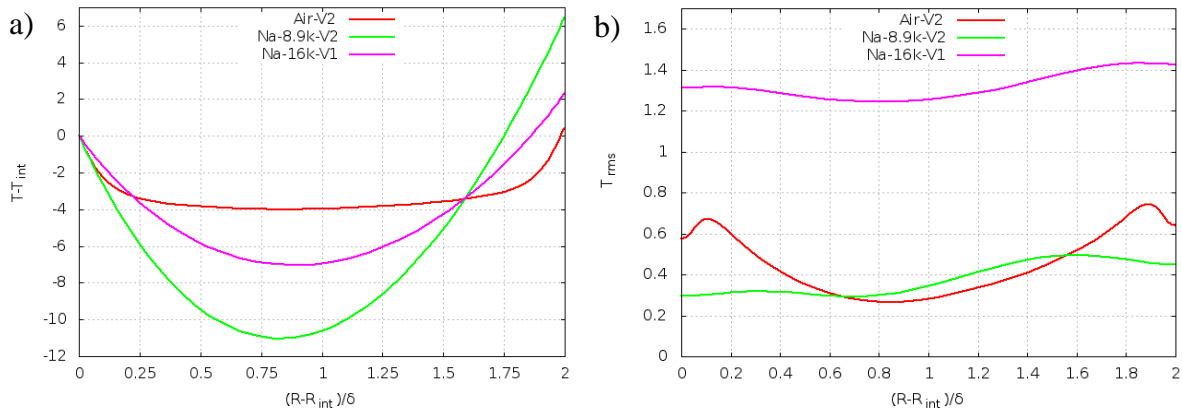 a)
Air-V2
Na-8.9k-V2
Na-16k-V1
6
4
2
0
-2
-4
-6
-8
-10
-12
T-T int
0 0.25 0.5 0.75 1 1.25 1.5 1.75 2
(R-R int)/δ
b)
Air-V2
Na-8.9k-V2
Na-16k-V1
1.6
1.4
1.2
1
0.8
0.6
0.4
0.2
0
T rms
0 0.2 0.4 0.6 0.8 1 1.2 1.4 1.6 1.8 2
(R-R int)/δ